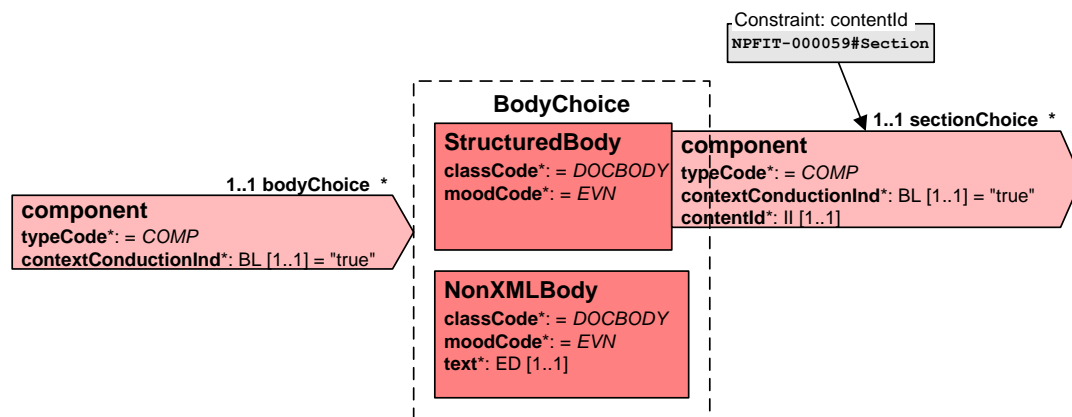 Constraint: contentId
NPFIT-000059#Section
BodyChoice
1..1 sectionChoice *
StructuredBody
classCode*: = DOCBODY
moodCode*: = EVN
component
typeCode*: = COMP
contextConductionInd*: BL [1..1] = "true"
contentId*: II [1..1]
1..1 bodyChoice *
component
typeCode*: = COMP
contextConductionInd*: BL [1..1] = "true"
NonXMLBody
classCode*: = DOCBODY
moodCode*: = EVN
text*: ED [1..1]